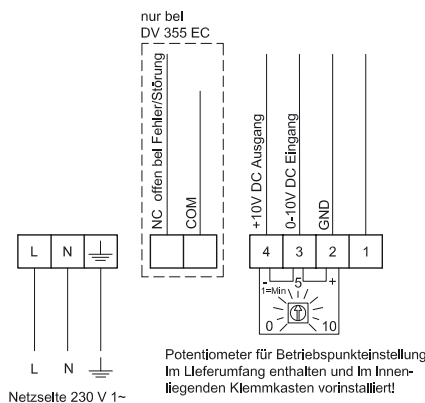 nur bei
DV 355 EC
NC offen bei Fehler/Störung
COM
+10V DC Ausgang
0-10V DC Eingang
GND
L N
4 3 2 1
- 5 +
1=Min
0 10
L N
Netzseite 230 V 1~
Potentiometer für Betriebspunkteinstellung
Im Lieferumfang enthalten und Im Innen-
liegenden Klemmkasten vorinstalliert!